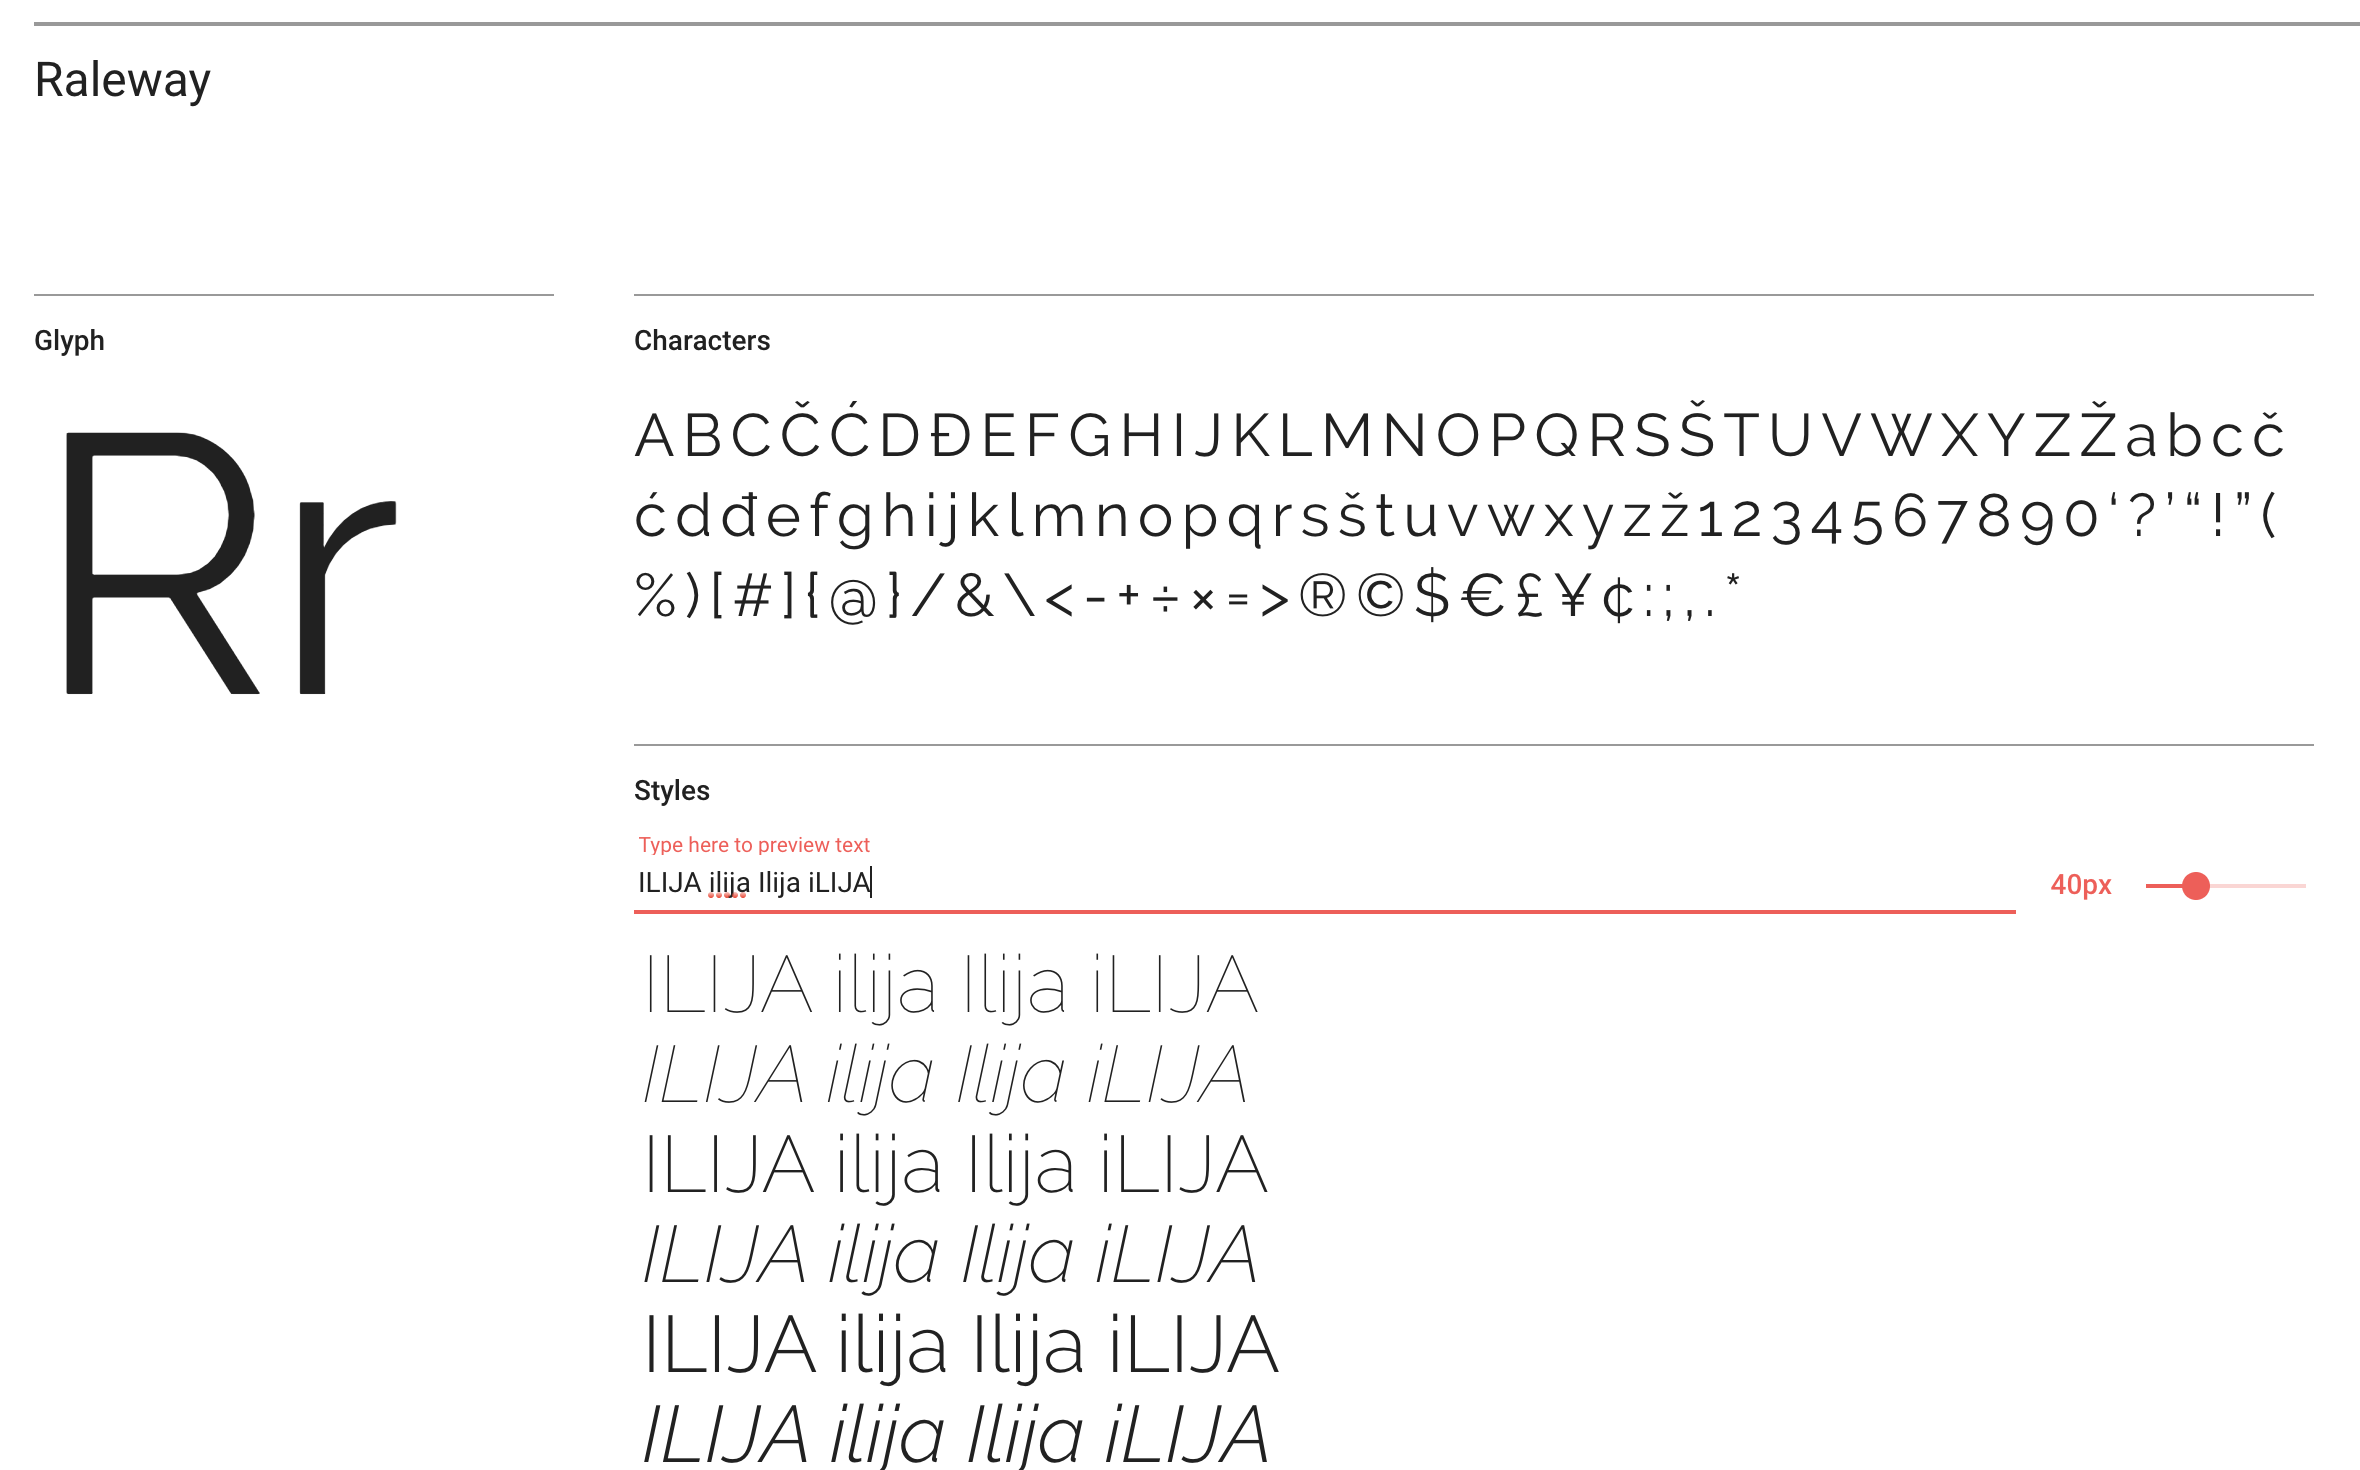 Raleway
Glyph
Rr
Characters
ABCČĆDĐEFGHIJKLMNOPQRSŠTUVWXYZŽabcč
ćdđefghijklmnopqrsštuvwxyzž1234567890‘?’“!”(
%)[#]{@}/&\<-+÷×=>®©$€£¥¢:;,.*
Styles
Type here to preview text
ILIJA ilija Ilija iLIJA
40px
ILIJA ilija Ilija iLIJA
ILIJA ilija Ilija iLIJA
ILIJA ilija Ilija iLIJA
ILIJA ilija Ilija iLIJA
ILIJA ilija Ilija iLIJA
ILIJA ilija Ilija iLIJA